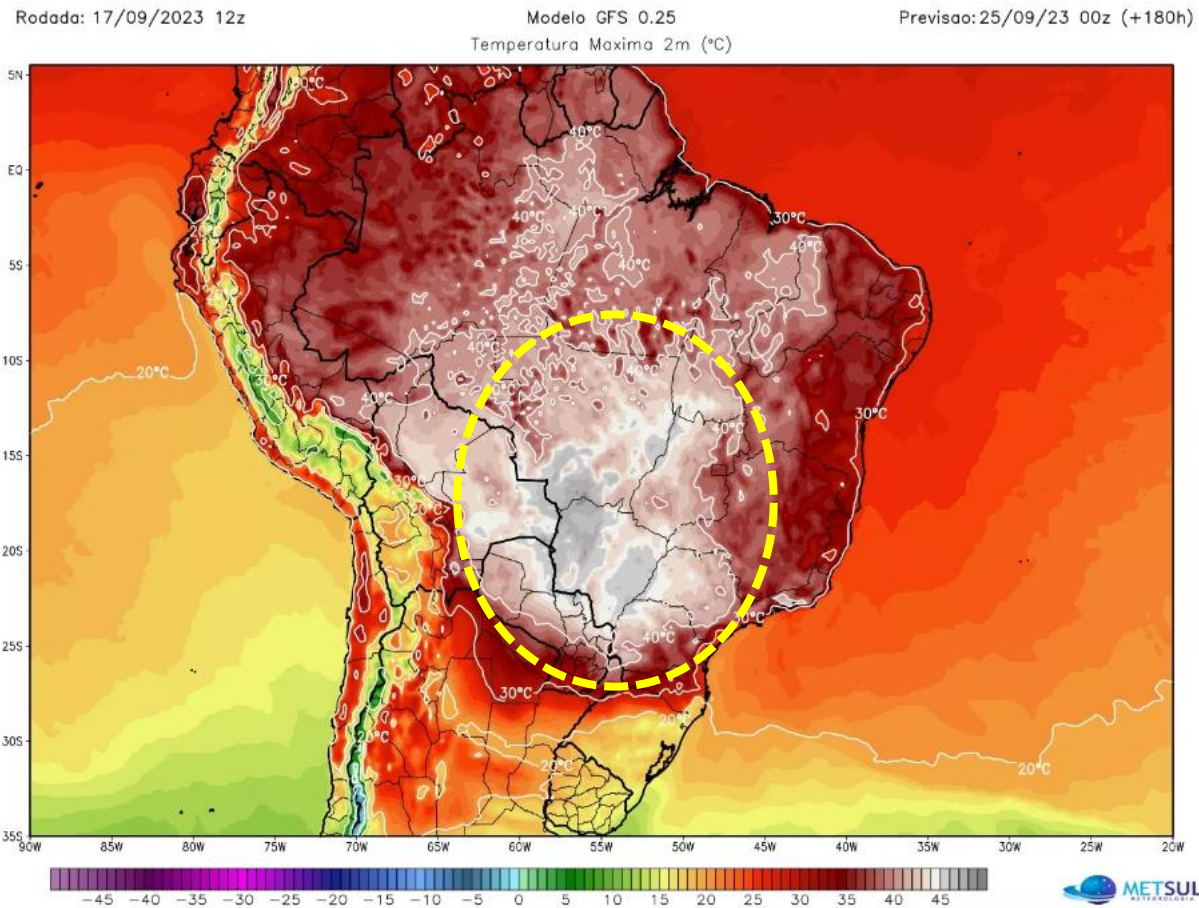 Rodada: 17/09/2023 12z
Modelo GFS 0.25
Previsao:25/09/23 00z (+180h)
Temperatura Maxima 2m (°C)
5N
EQ
5S
10S
15S
20S
25S
30S
35S
40°C
40°C
40°C
30°C
40°C
40°C
40°C
40°C
20°C
30°C
40°C
30°C
40°C
30°C
30°C
40°C
30°C
20°C
20°C
20°C
20°C
90W 85W 80W 75W 70W 65W 60W 55W 50W 45W 40W 35W 30W 25W 20W
-45 -40 -35 -30 -25 -20 -15 -10 -5 0 5 10 15 20 25 30 35 40 45
METSUL
METEOROLOGIA